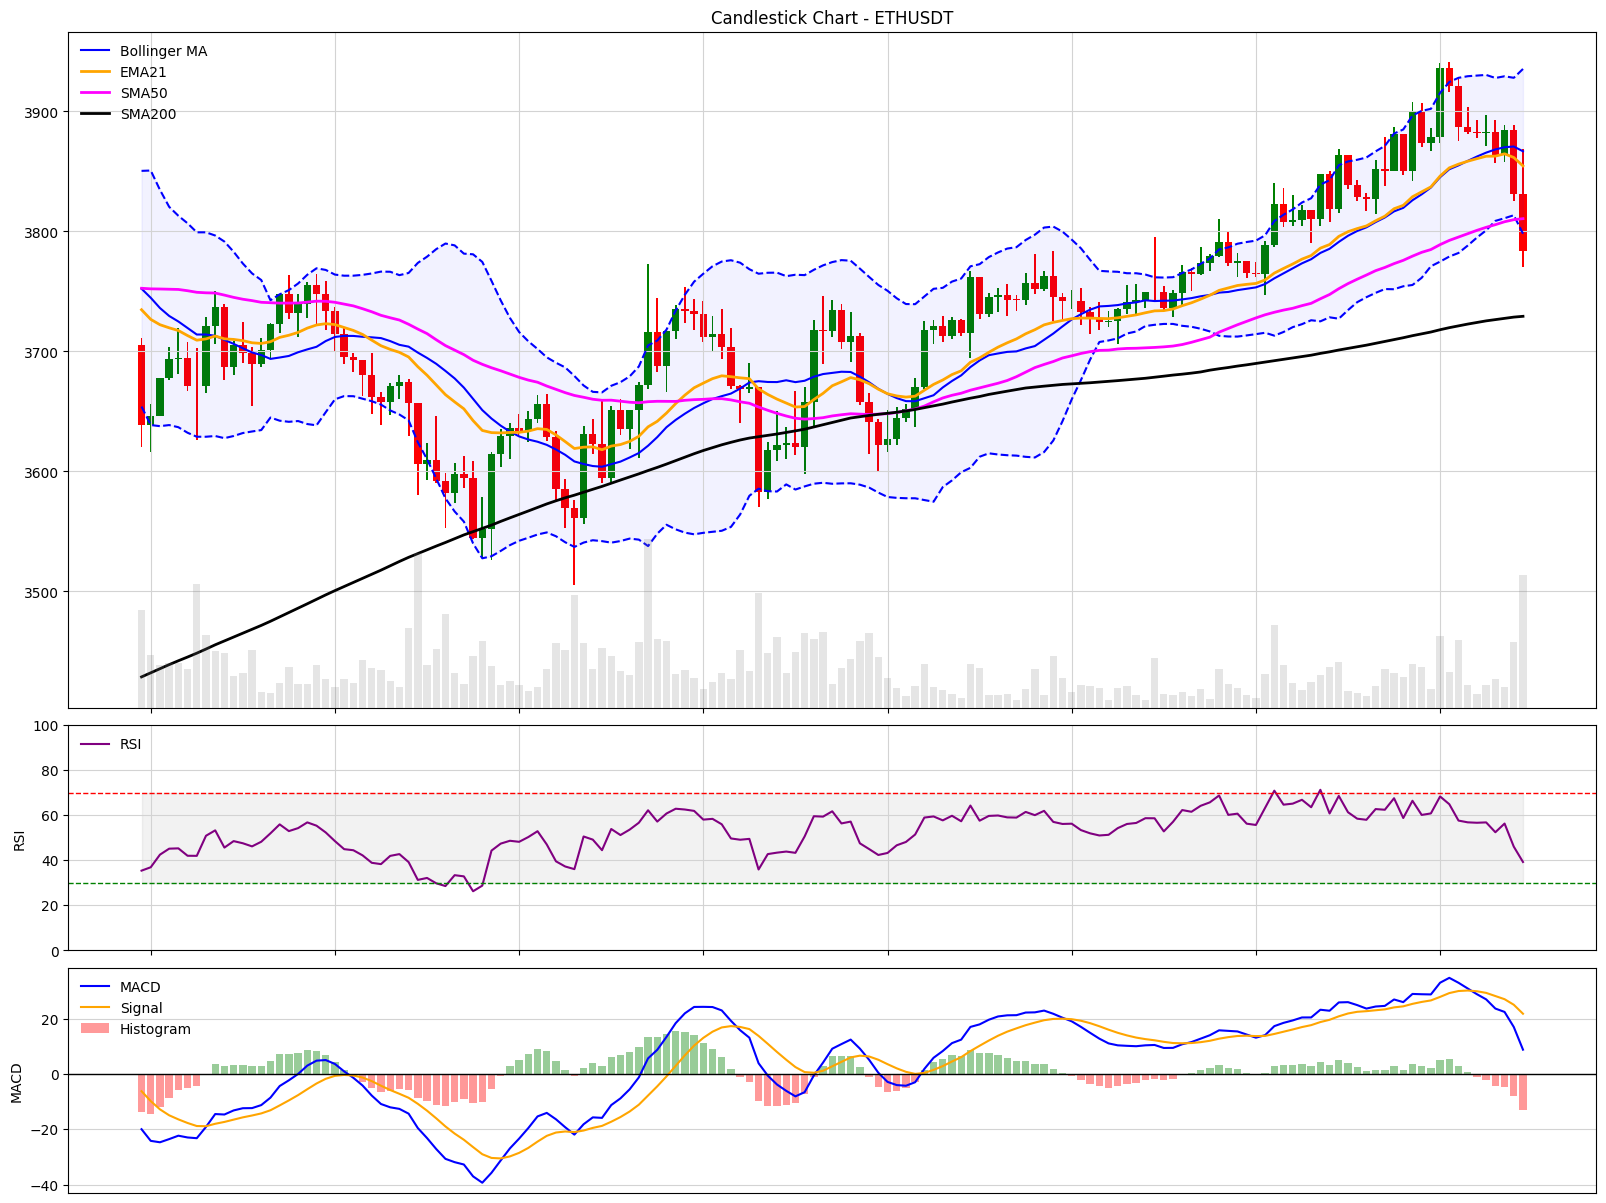 Candlestick Chart - ETHUSDT
Bollinger MA
EMA21
SMA50
SMA200
3900
3800
3700
3600
3500
RSI
100
80
60
40
20
0
RSI
MACD
Signal
Histogram
20
0
−20
−40
MACD